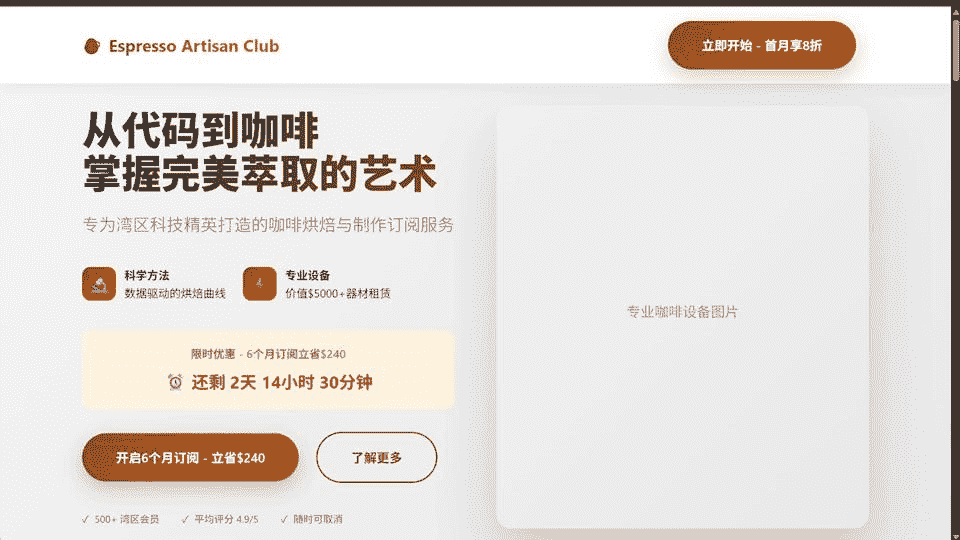 Espresso Artisan Club
立即开始 - 首月享8折
从代码到咖啡
掌握完美萃取的艺术
专为湾区科技精英打造的咖啡烘焙与制作订阅服务
科学方法
数据驱动的烘焙曲线
专业设备
价值$5000+器材租赁
限时优惠 - 6个月订阅立省$240
还剩 2天 14小时 30分钟
开启6个月订阅 - 立省$240
了解更多
✓ 500+ 湾区会员
✓ 平均评分 4.9/5
✓ 随时可取消
专业咖啡设备图片